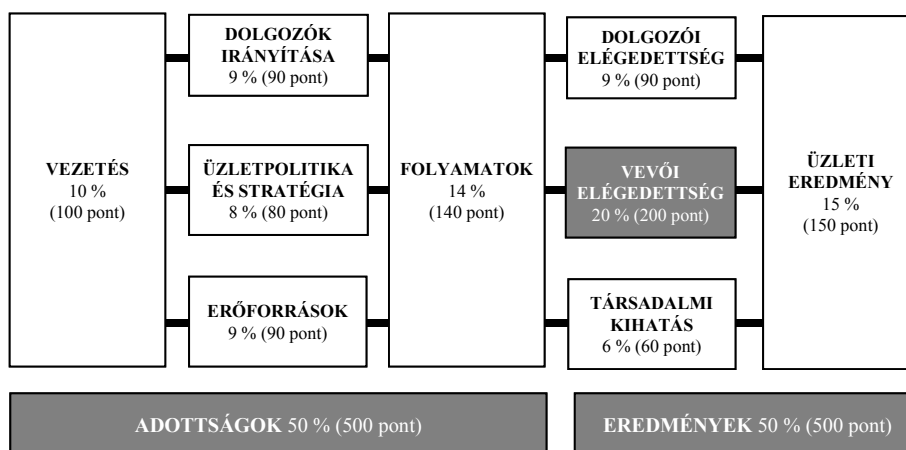 VEZETÉS
10 %
(100 pont)
DOLGOZÓK
IRÁNYÍTÁSA
9 % (90 pont)
ÜZLETPOLITIKA
ÉS STRATÉGIA
8 % (80 pont)
ERŐFORRÁSOK
9 % (90 pont)
FOLYAMATOK
14 %
(140 pont)
DOLGOZÓI
ELÉGEDETTSÉG
9 % (90 pont)
VEVŐI
ELÉGEDETTSÉG
20 % (200 pont)
TÁRSADALMI
KIHATÁS
6 % (60 pont)
ÜZLETI
EREDMÉNY
15 %
(150 pont)
ADOTTSÁGOK 50 % (500 pont)
EREDMÉNYEK 50 % (500 pont)